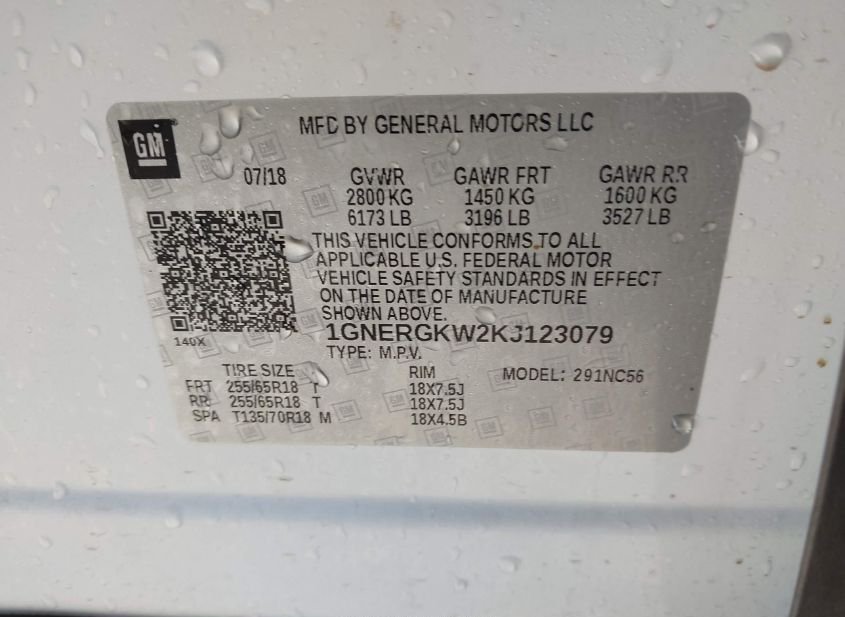 GM
MFD BY GENERAL MOTORS LLC
07/18 GVWR GAWR FRT GAWR RR
2800 KG 1450 KG 1600 KG
6173 LB 3196 LB 3527 LB
THIS VEHICLE CONFORMS TO ALL
APPLICABLE U.S. FEDERAL MOTOR
VEHICLE SAFETY STANDARDS IN EFFECT
ON THE DATE OF MANUFACTURE
SHOWN ABOVE.
140X
1GNERGKW2KJ123079
TYPE: M.P.V.
TIRE SIZE RIM MODEL: 291NC56
FRT 255/65R18 T 18X7.5J
RR 255/65R18 T 18X7.5J
SPA T135/70R18 M 18X4.5B